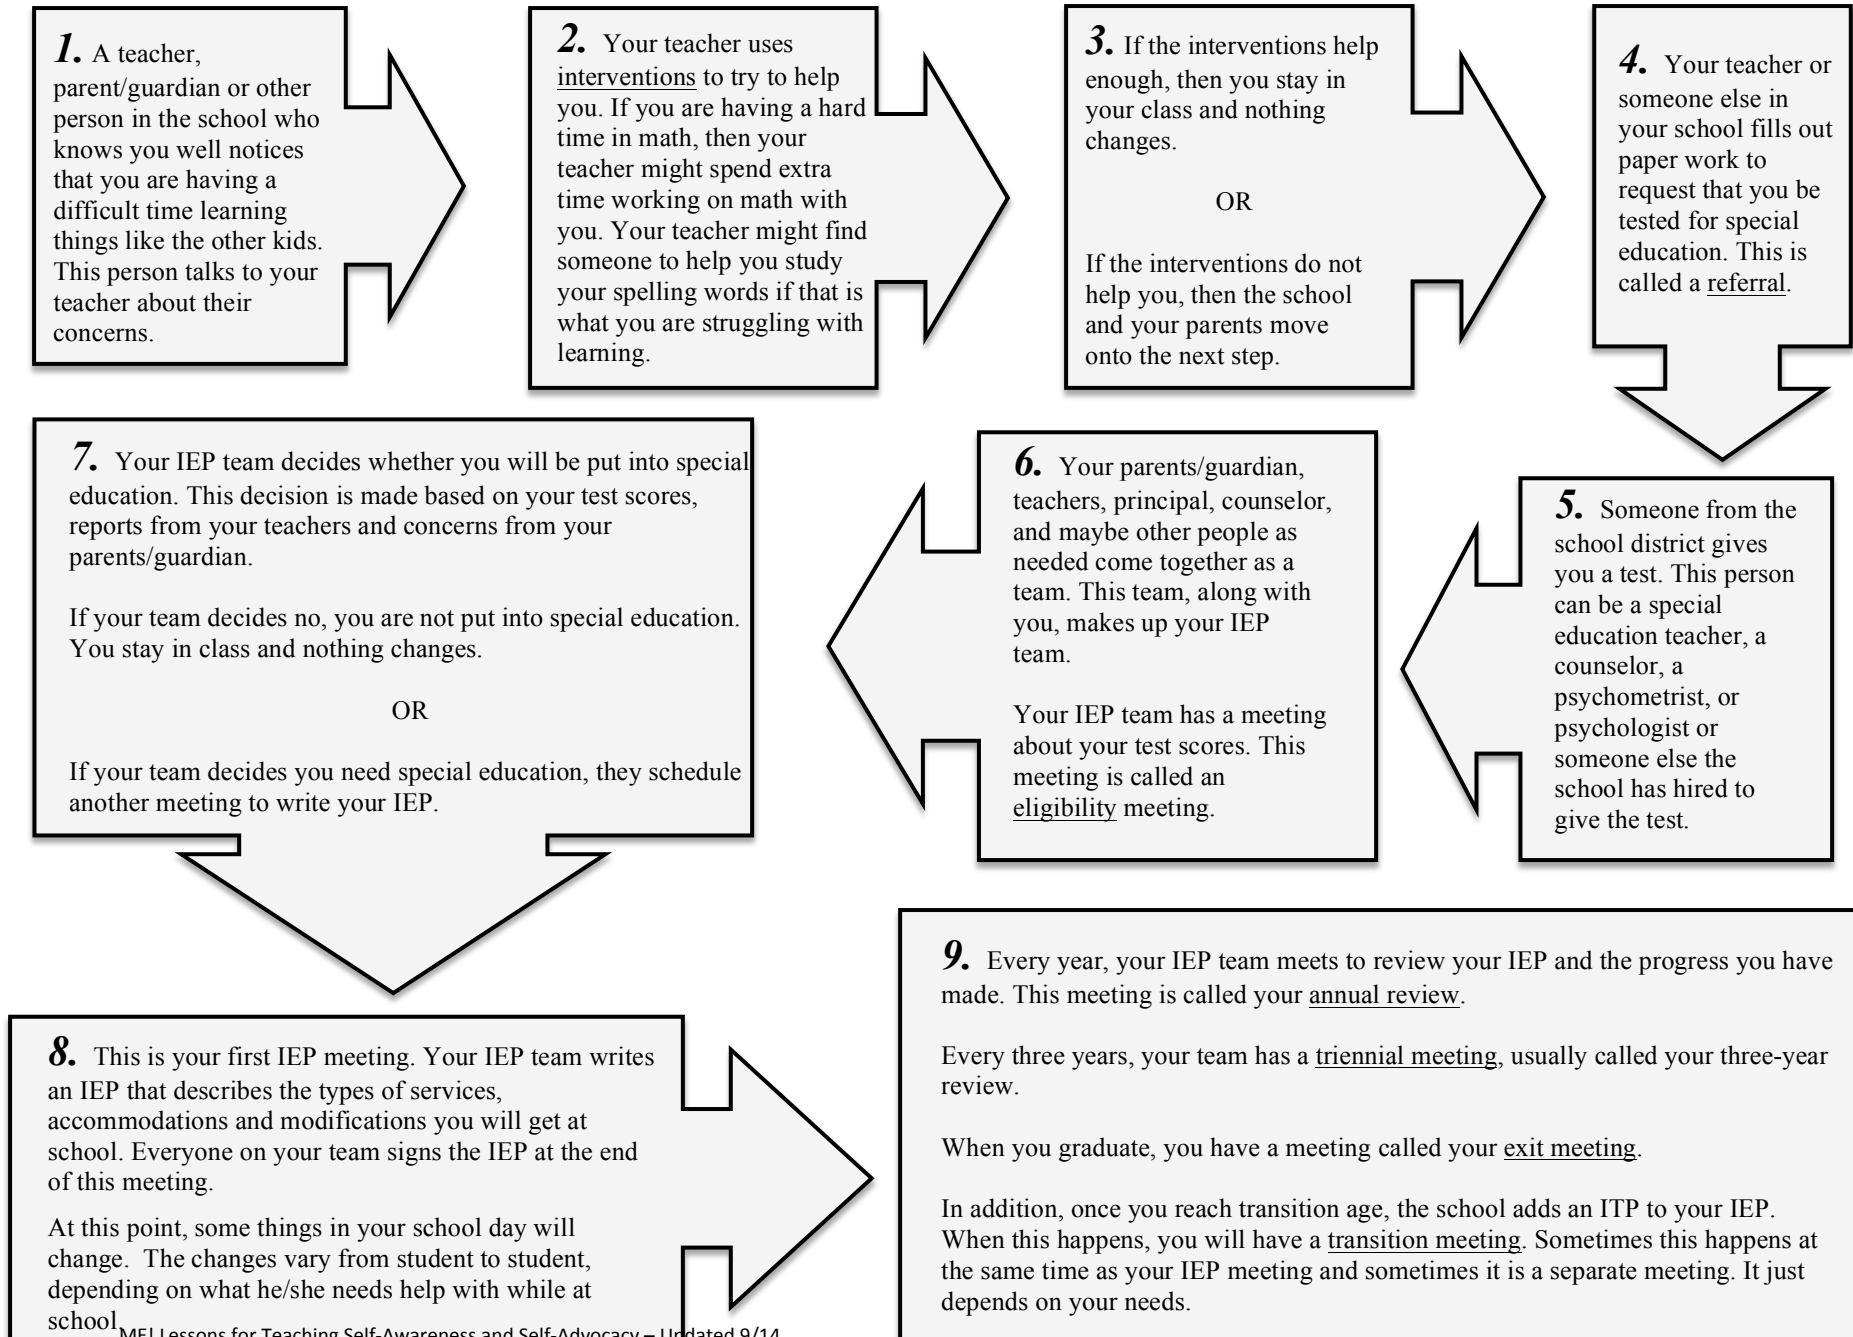 1. A teacher,
parent/guardian or other
person in the school who
knows you well notices
that you are having a
difficult time learning
things like the other kids.
This person talks to your
teacher about their
concerns.
2. Your teacher uses
interventions to try to help
you. If you are having a hard
time in math, then your
teacher might spend extra
time working on math with
you. Your teacher might find
someone to help you study
your spelling words if that is
what you are struggling with
learning.
3. If the interventions help
enough, then you stay in
your class and nothing
changes.
OR
If the interventions do not
help you, then the school
and your parents move
onto the next step.
4. Your teacher or
someone else in
your school fills out
paper work to
request that you be
tested for special
education. This is
called a referral.
5. Someone from the
school district gives
you a test. This person
can be a special
education teacher, a
counselor, a
psychometrist, or
psychologist or
someone else the
school has hired to
give the test.
6. Your parents/guardian,
teachers, principal, counselor,
and maybe other people as
needed come together as a
team. This team, along with
you, makes up your IEP
team.
Your IEP team has a meeting
about your test scores. This
meeting is called an
eligibility meeting.
7. Your IEP team decides whether you will be put into special
education. This decision is made based on your test scores,
reports from your teachers and concerns from your
parents/guardian.
If your team decides no, you are not put into special education.
You stay in class and nothing changes.
OR
If your team decides you need special education, they schedule
another meeting to write your IEP.
8. This is your first IEP meeting. Your IEP team writes
an IEP that describes the types of services,
accommodations and modifications you will get at
school. Everyone on your team signs the IEP at the end
of this meeting.
At this point, some things in your school day will
change. The changes vary from student to student,
depending on what he/she needs help with while at
school.
9. Every year, your IEP team meets to review your IEP and the progress you have
made. This meeting is called your annual review.
Every three years, your team has a triennial meeting, usually called your three-year
review.
When you graduate, you have a meeting called your exit meeting.
In addition, once you reach transition age, the school adds an ITP to your IEP.
When this happens, you will have a transition meeting. Sometimes this happens at
the same time as your IEP meeting and sometimes it is a separate meeting. It just
depends on your needs.
ME! Lessons for Teaching Self-Awareness and Self-Advocacy – Updated 9/14